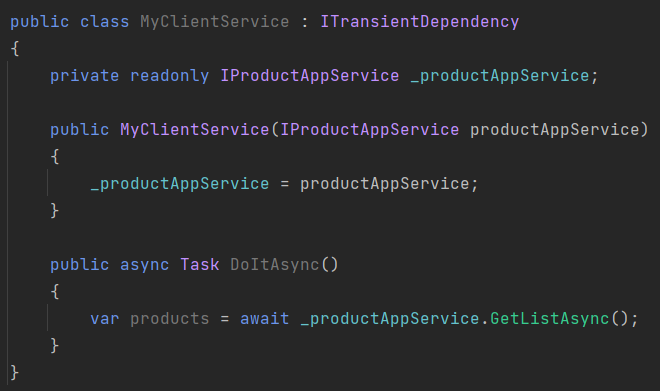 public class MyClientService : ITransientDependency
{
    private readonly IProductAppService _productAppService;

    public MyClientService(IProductAppService productAppService)
    {
        _productAppService = productAppService;
    }

    public async Task DoItAsync()
    {
        var products = await _productAppService.GetListAsync();
    }
}